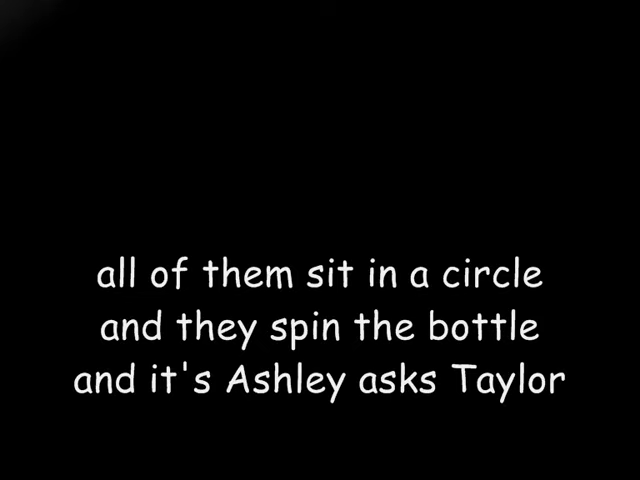 all of them sit in a circle
and they spin the bottle
and it's Ashley asks Taylor